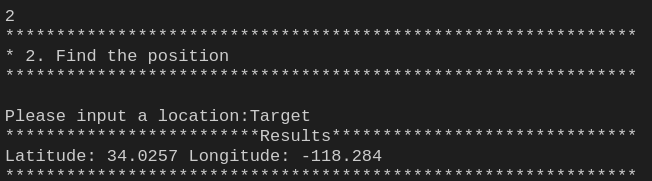 2
**************************************************************
* 2. Find the position
**************************************************************
Please input a location:Target
*************************Results******************************
Latitude: 34.0257 Longitude: -118.284
**************************************************************